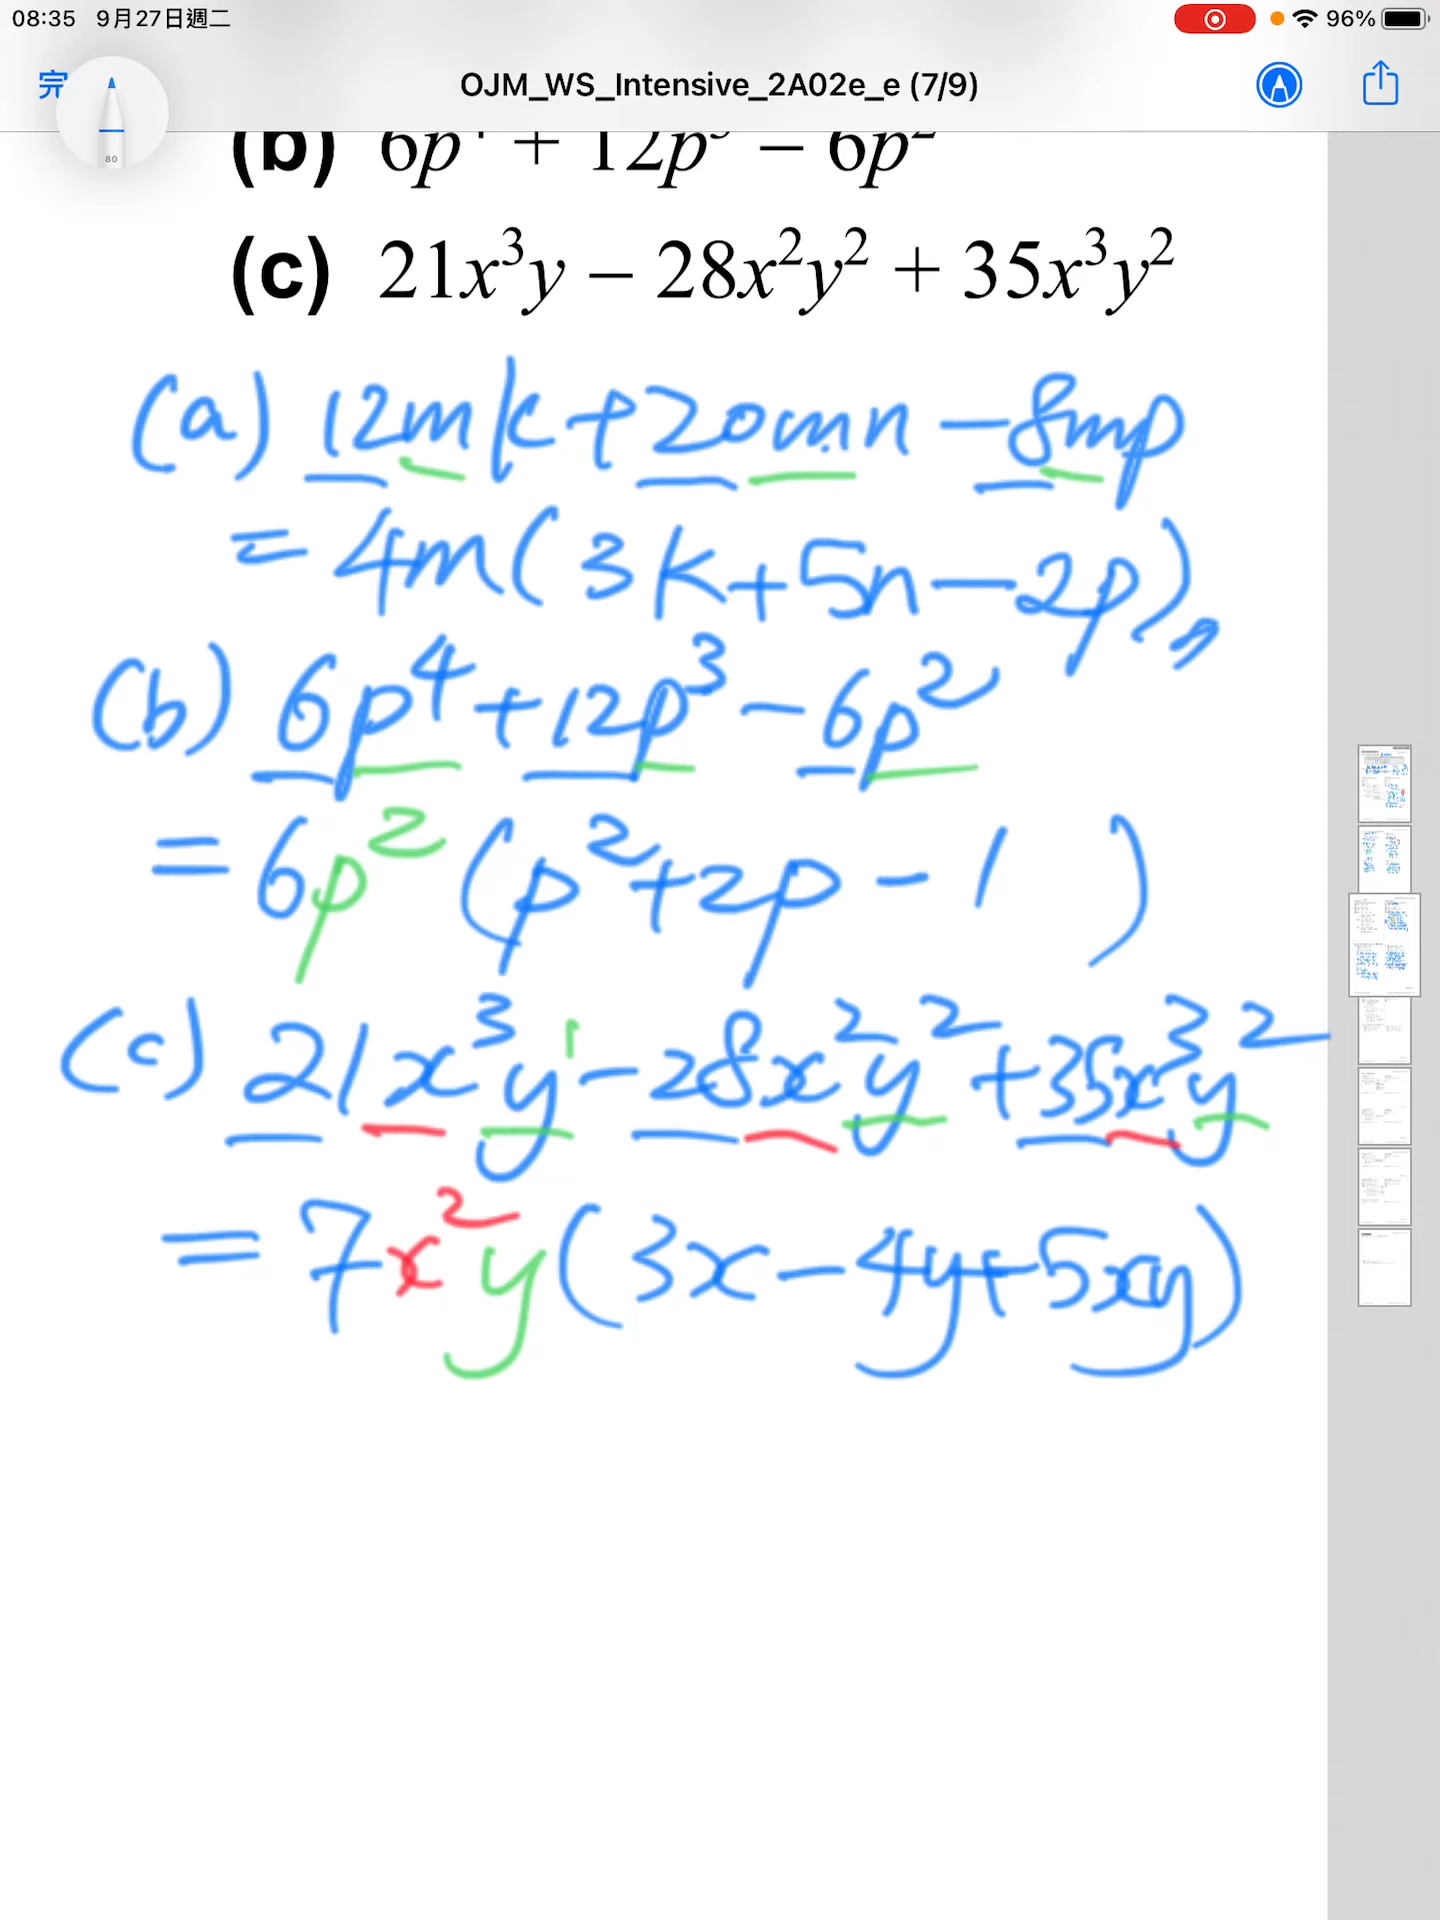 08:35 9月27日週二 96%
完 OJM_WS_Intensive_2A02e_e (7/9)
80
(b) 6p⁴ + 12p³ − 6p²
(c) 21x³y − 28x²y² + 35x³y²
(a) 12mk+20mn−8mp
= 4m(3k+5n−2p)
(b) 6p⁴+12p³−6p²
= 6p²(p²+2p−1)
(c) 21x³y¹−28x²y²+35x³y²
= 7x²y(3x−4y+5xy)